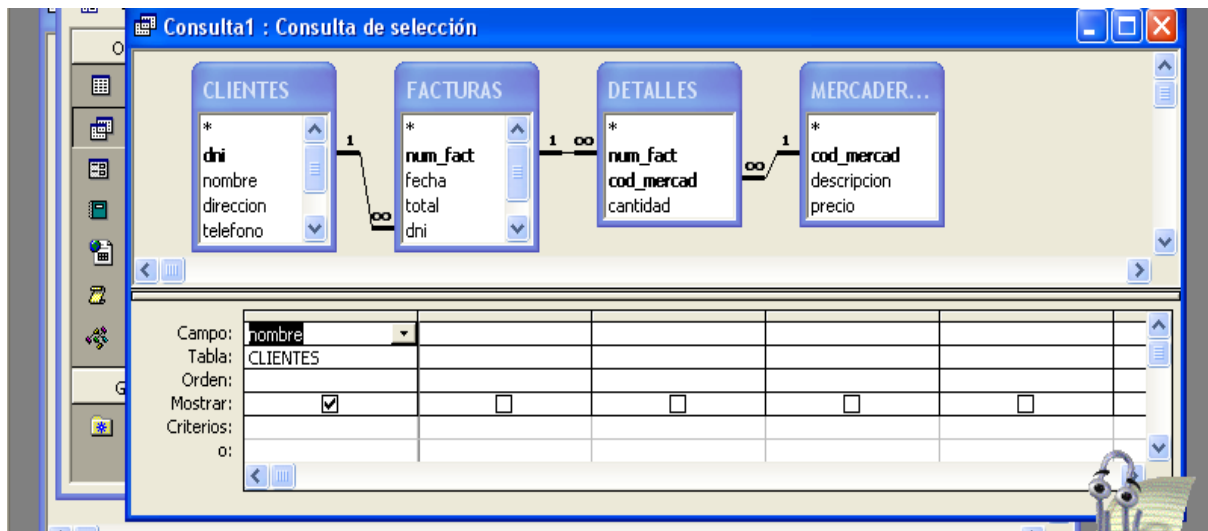 Consulta1 : Consulta de selección
CLIENTES
*
dni
nombre
direccion
telefono
FACTURAS
*
num_fact
fecha
total
dni
DETALLES
*
num_fact
cod_mercad
cantidad
MERCADER...
*
cod_mercad
descripcion
precio
1
∞
1 ∞
1
∞
Campo: nombre
Tabla: CLIENTES
Orden:
Mostrar:
Criterios:
o:
O
G